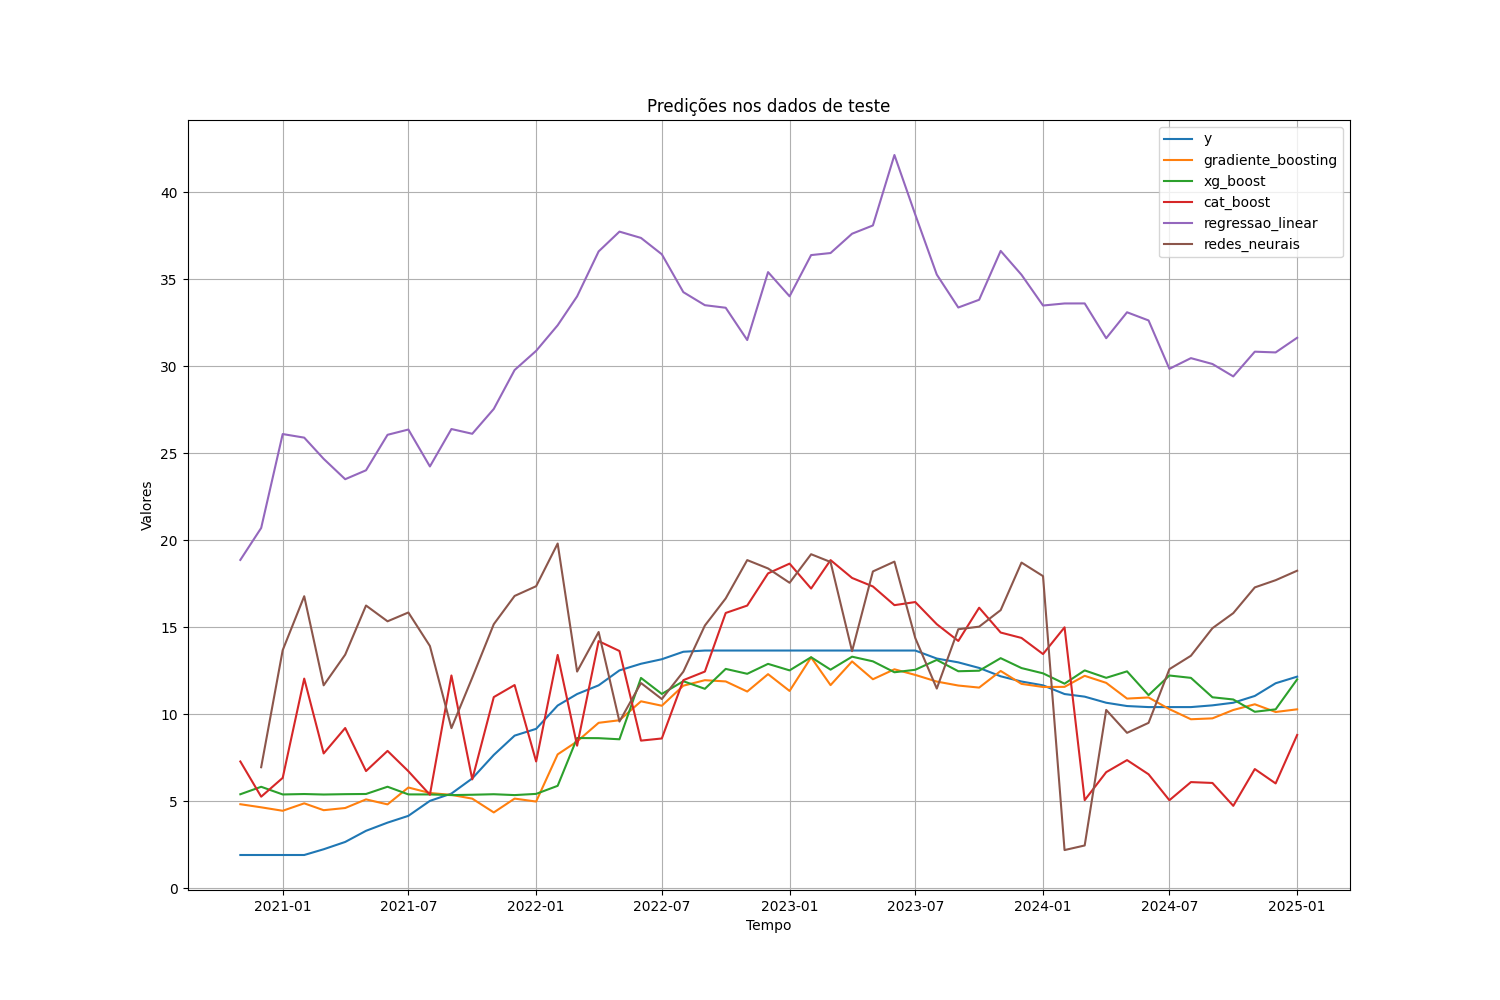 Predições nos dados de teste
y
gradiente_boosting
xg_boost
cat_boost
regressao_linear
redes_neurais
Valores
40
35
30
25
20
15
10
5
0
2021-01 2021-07 2022-01 2022-07 2023-01 2023-07 2024-01 2024-07 2025-01
Tempo